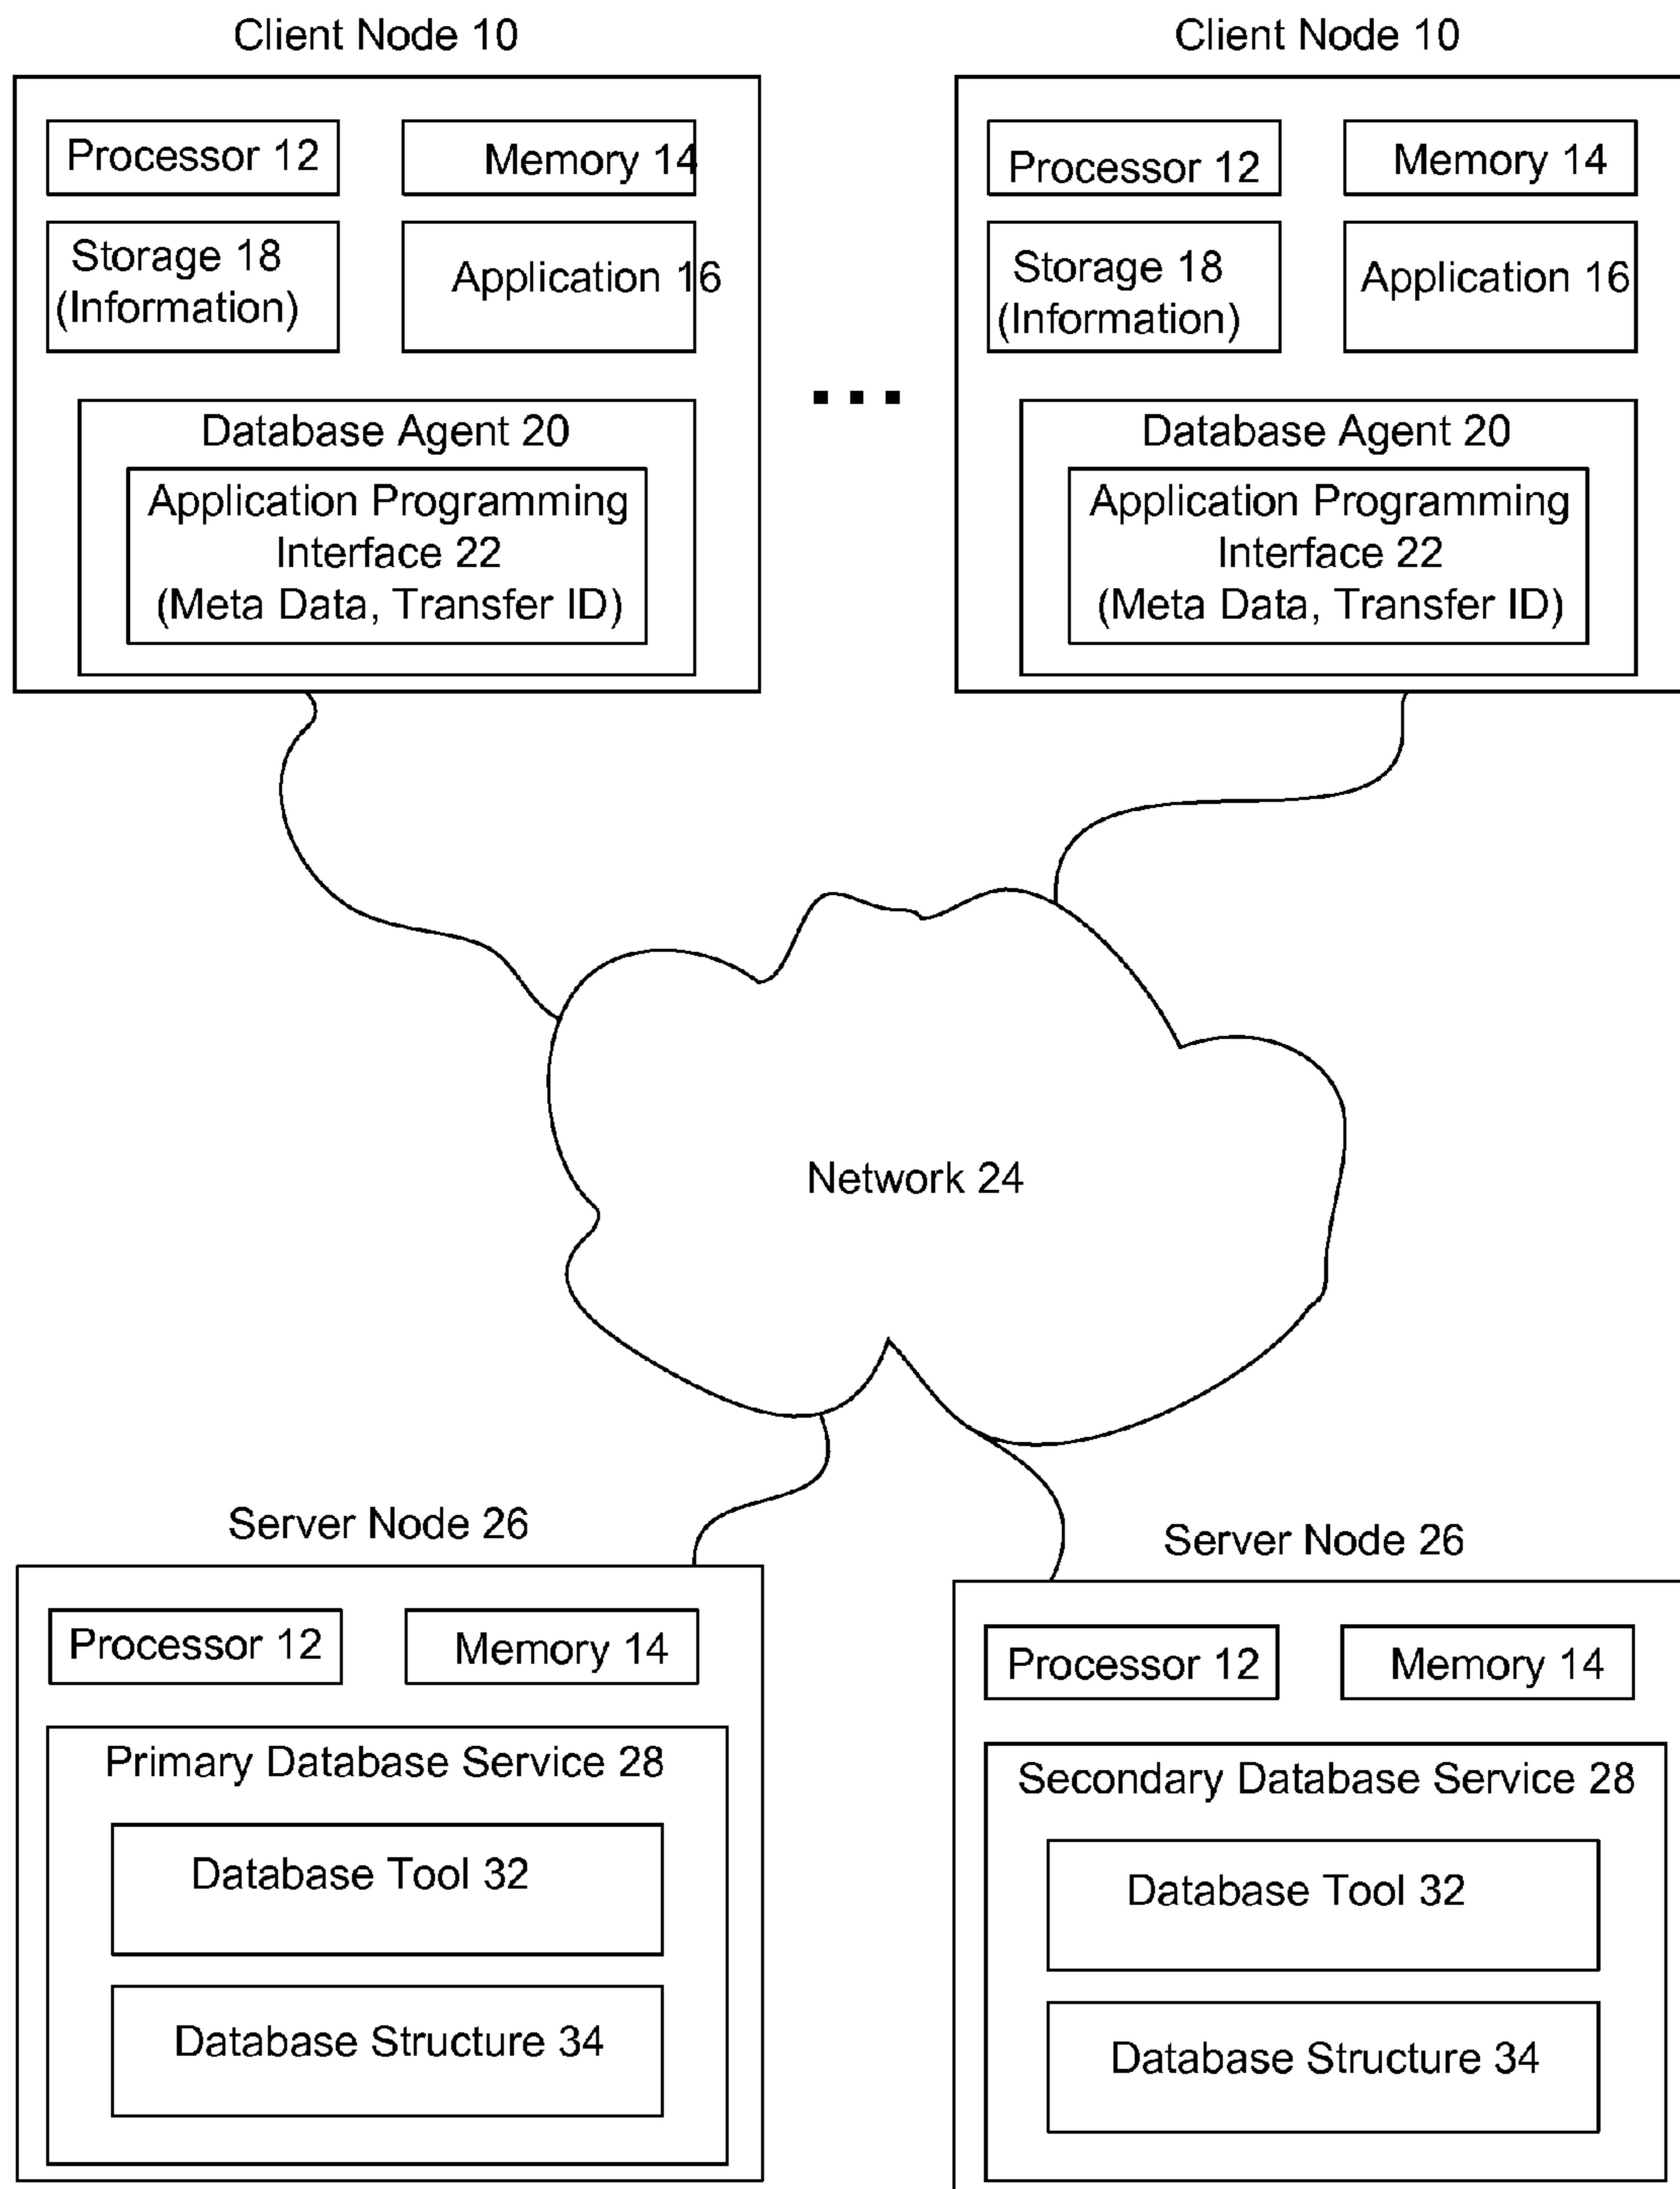 Client Node 10
Processor 12
Memory 14
Storage 18
(Information)
Application 16
Database Agent 20
Application Programming
Interface 22
(Meta Data, Transfer ID)
Client Node 10
Processor 12
Memory 14
Storage 18
(Information)
Application 16
Database Agent 20
Application Programming
Interface 22
(Meta Data, Transfer ID)
Network 24
Server Node 26
Processor 12
Memory 14
Primary Database Service 28
Database Tool 32
Database Structure 34
Server Node 26
Processor 12
Memory 14
Secondary Database Service 28
Database Tool 32
Database Structure 34